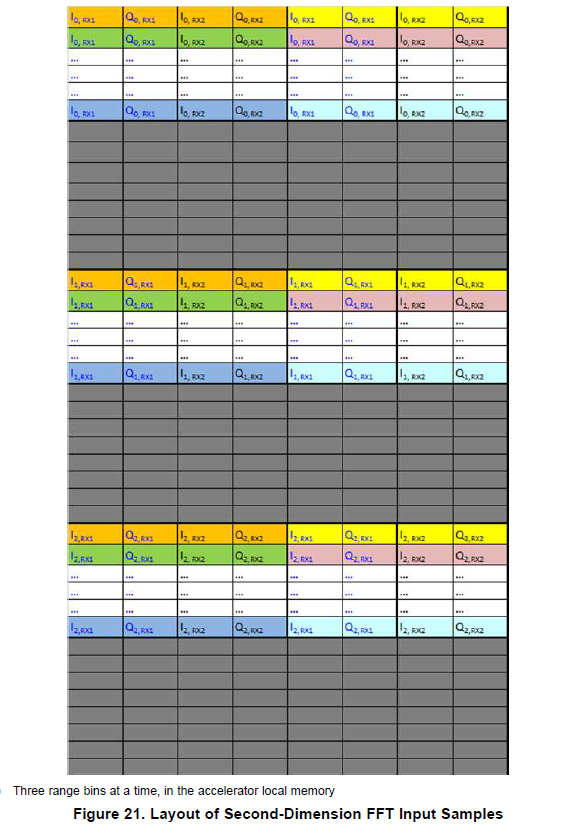 I0, RX1 Q0, RX1 I0, RX2 Q0,RX2 I0, RX1 Q0, RX1 I0, RX2 Q0,RX2
I0, RX1 Q0, RX1 I0, RX2 Q0,RX2 I0, RX1 Q0, RX1 I0, RX2 Q0,RX2
... ... ... ... ... ... ... ...
... ... ... ... ... ... ... ...
... ... ... ... ... ... ... ...
I0, RX1 Q0, RX1 I0, RX2 Q0,RX2 I0, RX1 Q0, RX1 I0, RX2 Q0,RX2
I1,RX1 Q1,RX1 I1, RX2 Q1,RX2 I1,RX1 Q1,RX1 I1, RX2 Q1,RX2
I1,RX1 Q1,RX1 I1, RX2 Q1,RX2 I1,RX1 Q1,RX1 I1, RX2 Q1,RX2
... ... ... ... ... ... ... ...
... ... ... ... ... ... ... ...
... ... ... ... ... ... ... ...
I1,RX1 Q1,RX1 I1, RX2 Q1,RX2 I1,RX1 Q1,RX1 I1, RX2 Q1,RX2
I2,RX1 Q2,RX1 I2, RX2 Q2,RX2 I2,RX1 Q2,RX1 I2, RX2 Q2,RX2
I2,RX1 Q2,RX1 I2, RX2 Q2,RX2 I2,RX1 Q2,RX1 I2, RX2 Q2,RX2
... ... ... ... ... ... ... ...
... ... ... ... ... ... ... ...
... ... ... ... ... ... ... ...
I2,RX1 Q2,RX1 I2, RX2 Q2,RX2 I2,RX1 Q2,RX1 I2, RX2 Q2,RX2
Three range bins at a time, in the accelerator local memory
Figure 21. Layout of Second-Dimension FFT Input Samples